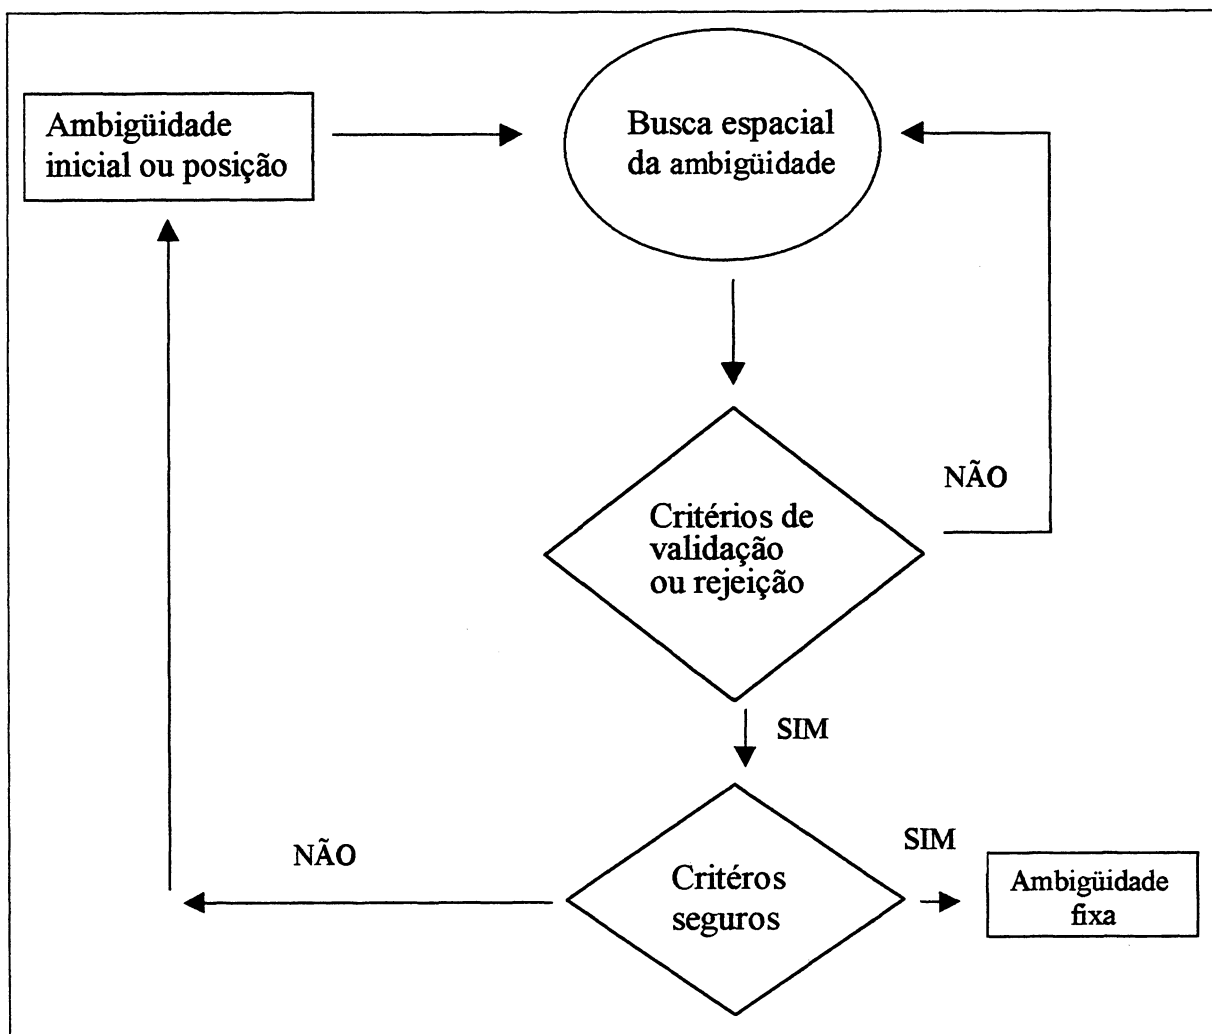 Ambigüidade
inicial ou posição
Busca espacial
da ambigüidade
Critérios de
validação
ou rejeição
NÃO
SIM
Critéros
seguros
NÃO
SIM
Ambigüidade
fixa